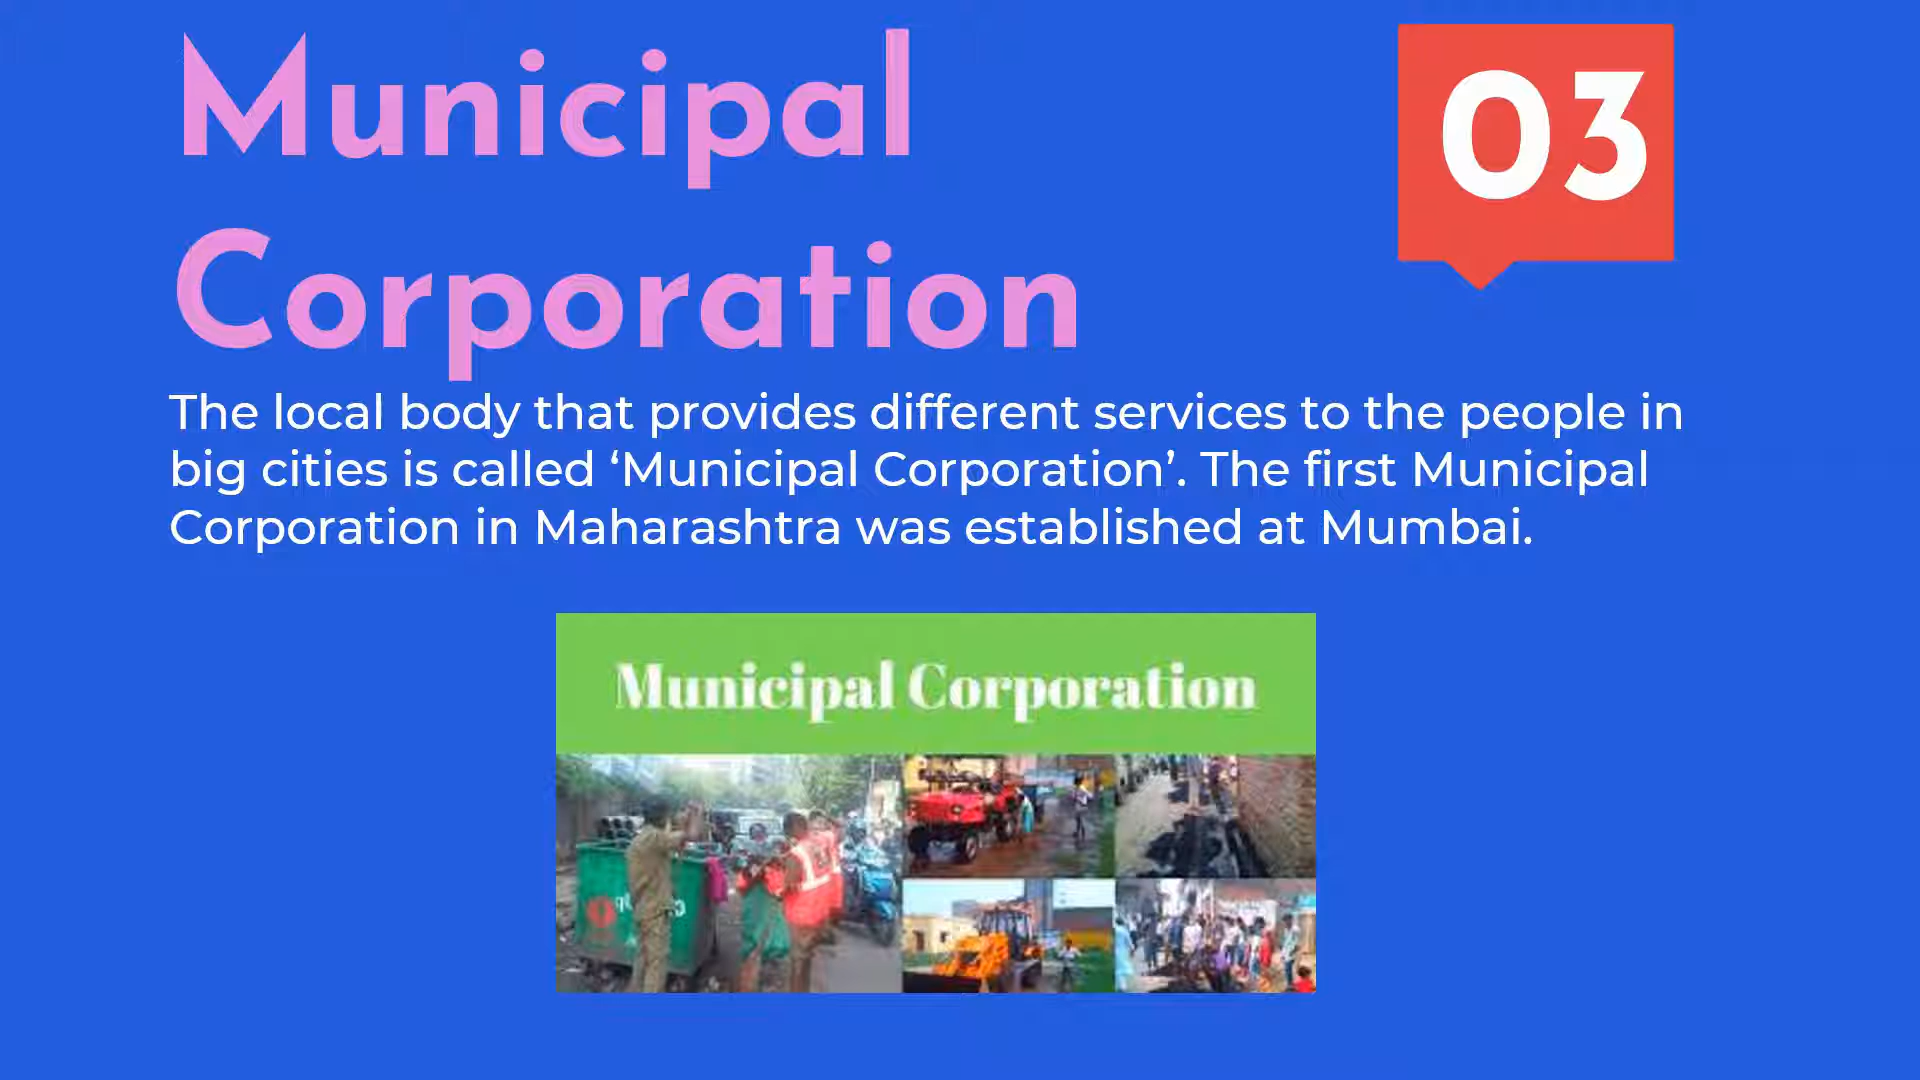 Municipal
Corporation
03
The local body that provides different services to the people in
big cities is called ‘Municipal Corporation’. The first Municipal
Corporation in Maharashtra was established at Mumbai.
Municipal Corporation